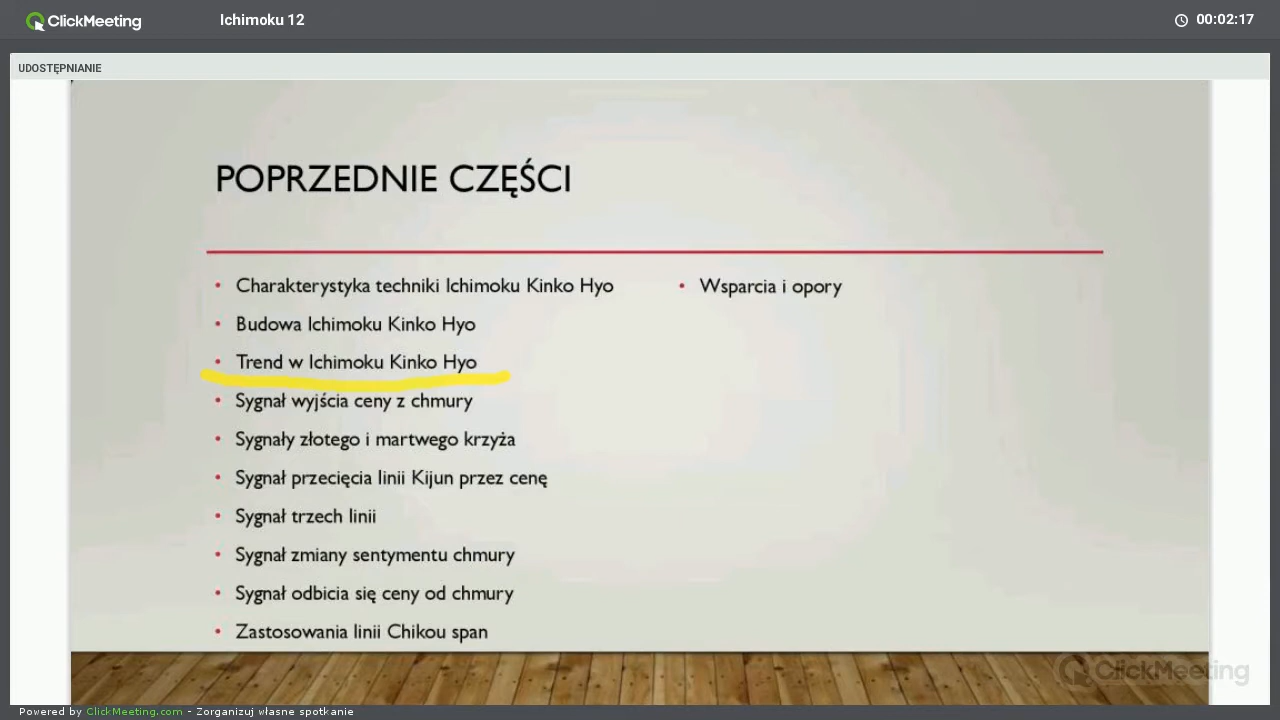 ClickMeeting
Ichimoku 12
00:02:17
UDOSTĘPNIANIE
POPRZEDNIE CZĘŚCI
• Charakterystyka techniki Ichimoku Kinko Hyo
• Budowa Ichimoku Kinko Hyo
• Trend w Ichimoku Kinko Hyo
• Sygnał wyjścia ceny z chmury
• Sygnały złotego i martwego krzyża
• Sygnał przecięcia linii Kijun przez cenę
• Sygnał trzech linii
• Sygnał zmiany sentymentu chmury
• Sygnał odbicia się ceny od chmury
• Zastosowania linii Chikou span
• Wsparcia i opory
ClickMeeting
Powered by ClickMeeting.com - Zorganizuj własne spotkanie